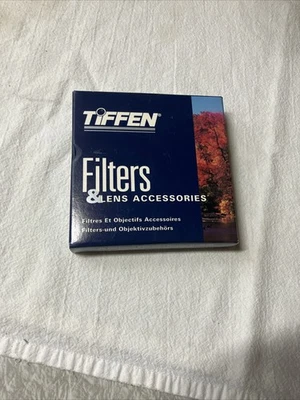 TiFFEN®
Filters
& LENS ACCESSORIES
Filtres Et Objectifs Accessoires
Filters-und Objektivzubehörs